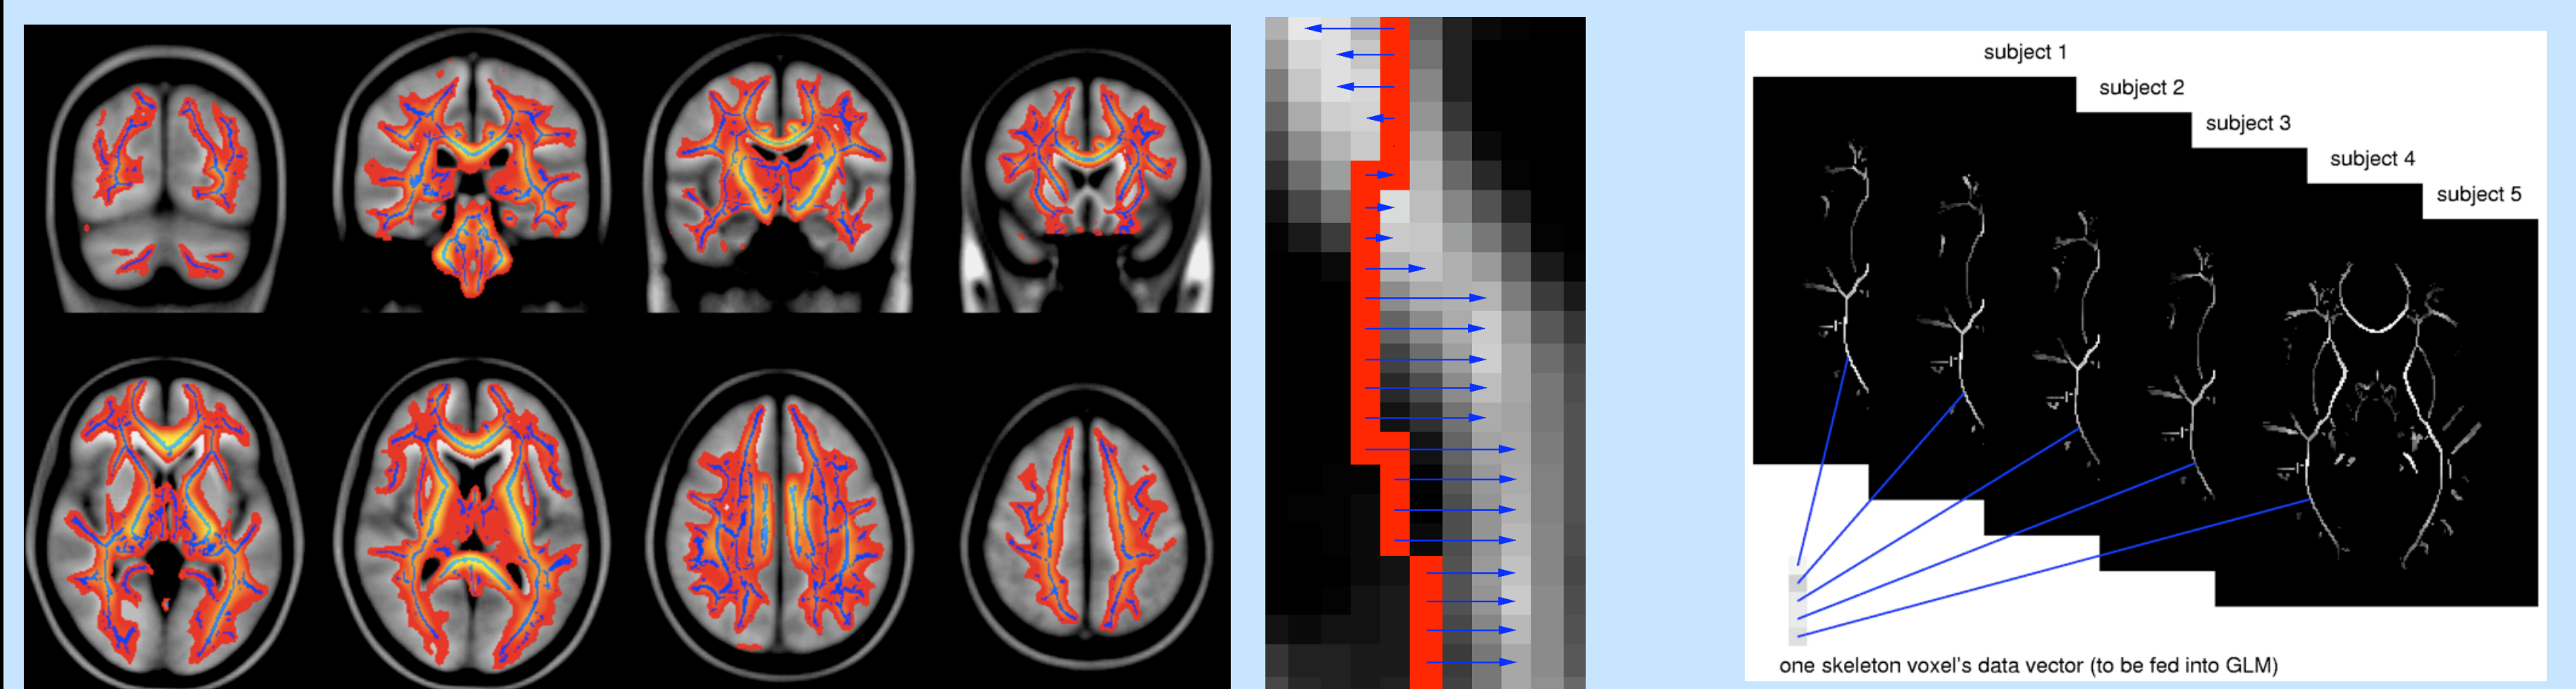 subject 1
subject 2
subject 3
subject 4
subject 5
one skeleton voxel's data vector (to be fed into GLM)